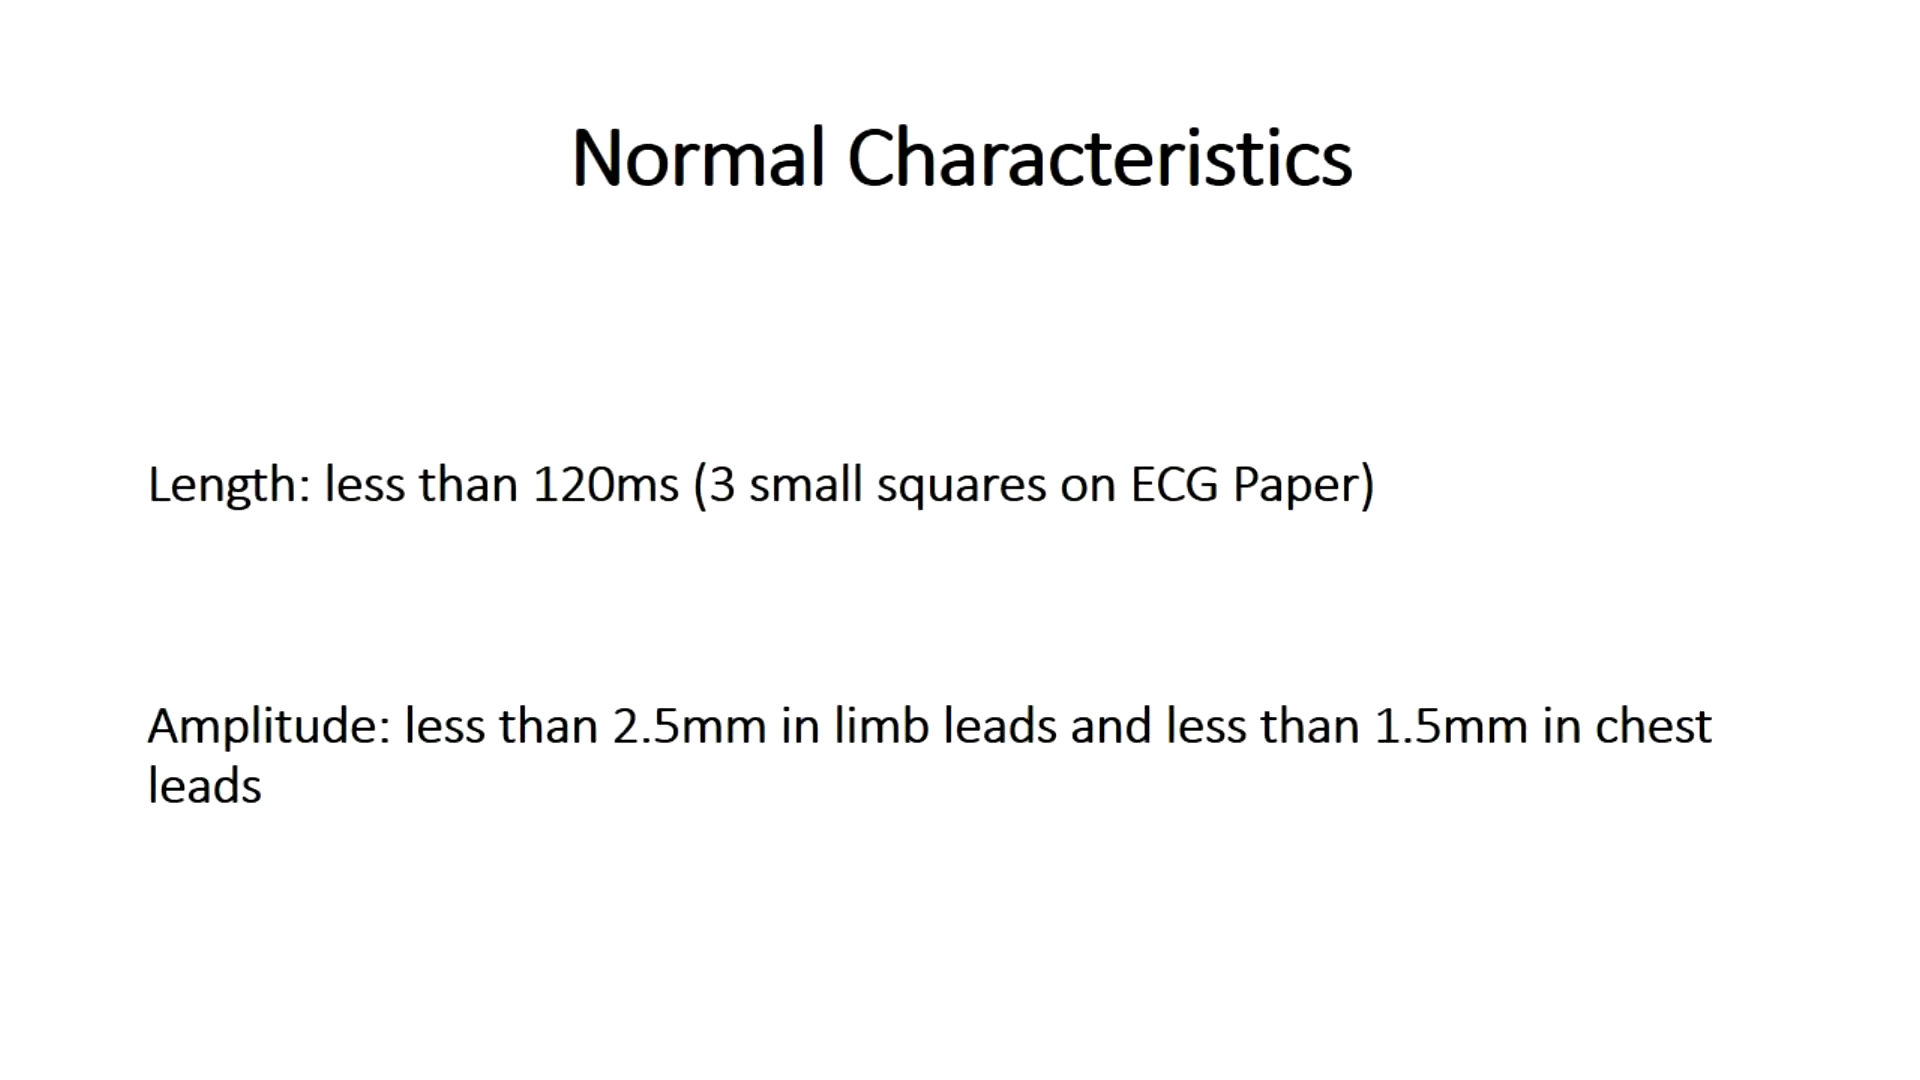 Normal Characteristics
Length: less than 120ms (3 small squares on ECG Paper)
Amplitude: less than 2.5mm in limb leads and less than 1.5mm in chest
leads